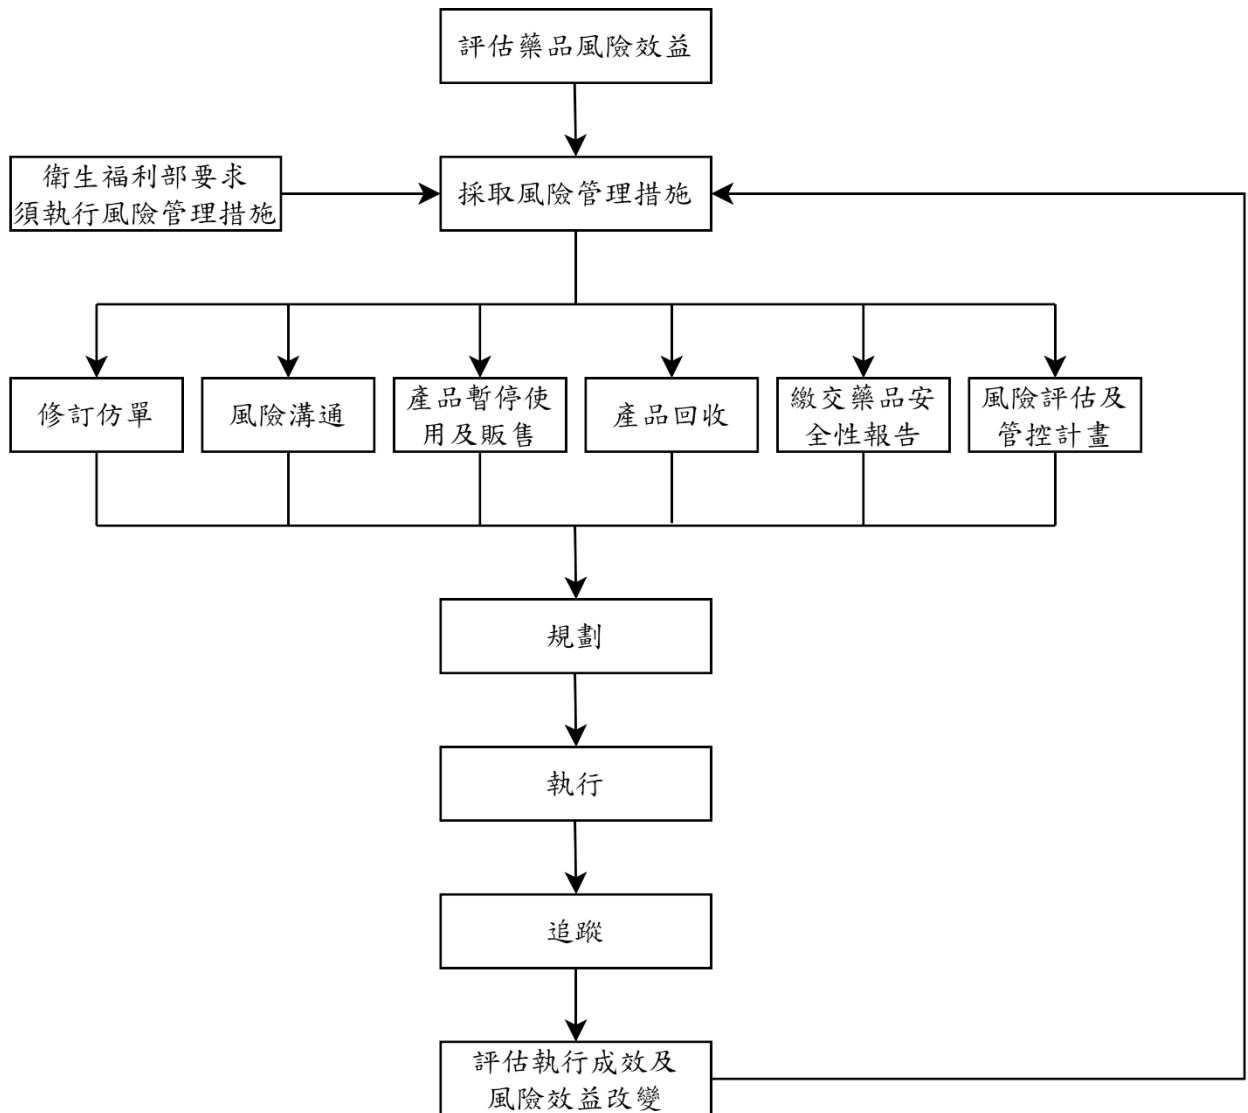 評估藥品風險效益
衛生福利部要求
須執行風險管理措施
採取風險管理措施
修訂仿單
風險溝通
產品暫停使
用及販售
產品回收
繳交藥品安
全性報告
風險評估及
管控計畫
規劃
執行
追蹤
評估執行成效及
風險效益改變